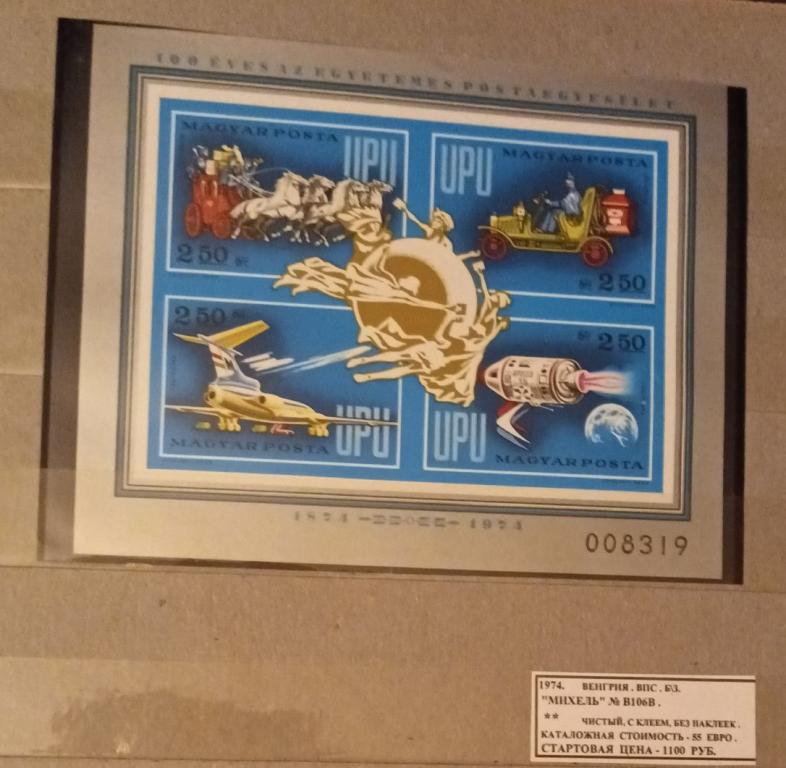 100 ÉVES AZ EGYETEMES POSTAEGYESÜLET
MAGYAR POSTA
UPU
2 50 Ft
UPU
MAGYAR POSTA
Ft 2 50
2 50 Ft
UPU
MAGYAR POSTA
Ft 2 50
UPU
MAGYAR POSTA
1874 1974
008319
1974. ВЕНГРИЯ . ВПС . Б\З.
"МИХЕЛЬ" № В106В .
** ЧИСТЫЙ, С КЛЕЕМ, БЕЗ НАКЛЕЕК .
КАТАЛОЖНАЯ СТОИМОСТЬ - 55 ЕВРО .
СТАРТОВАЯ ЦЕНА - 1100 РУБ.